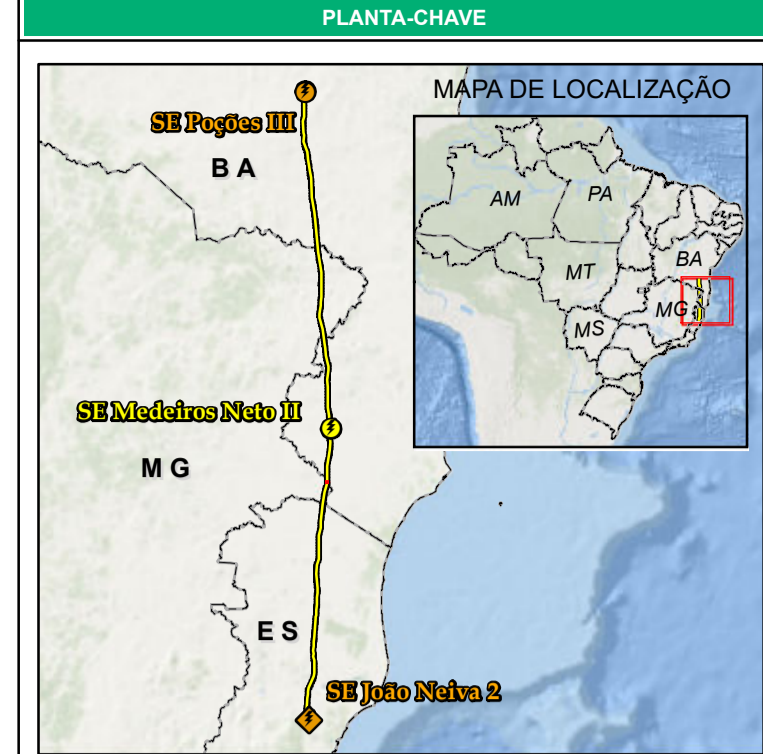 PLANTA-CHAVE
MAPA DE LOCALIZAÇÃO
SE Poções III
B A
AM
PA
BA
MT
MG
MS
SE Medeiros Neto II
M G
E S
SE João Neiva 2